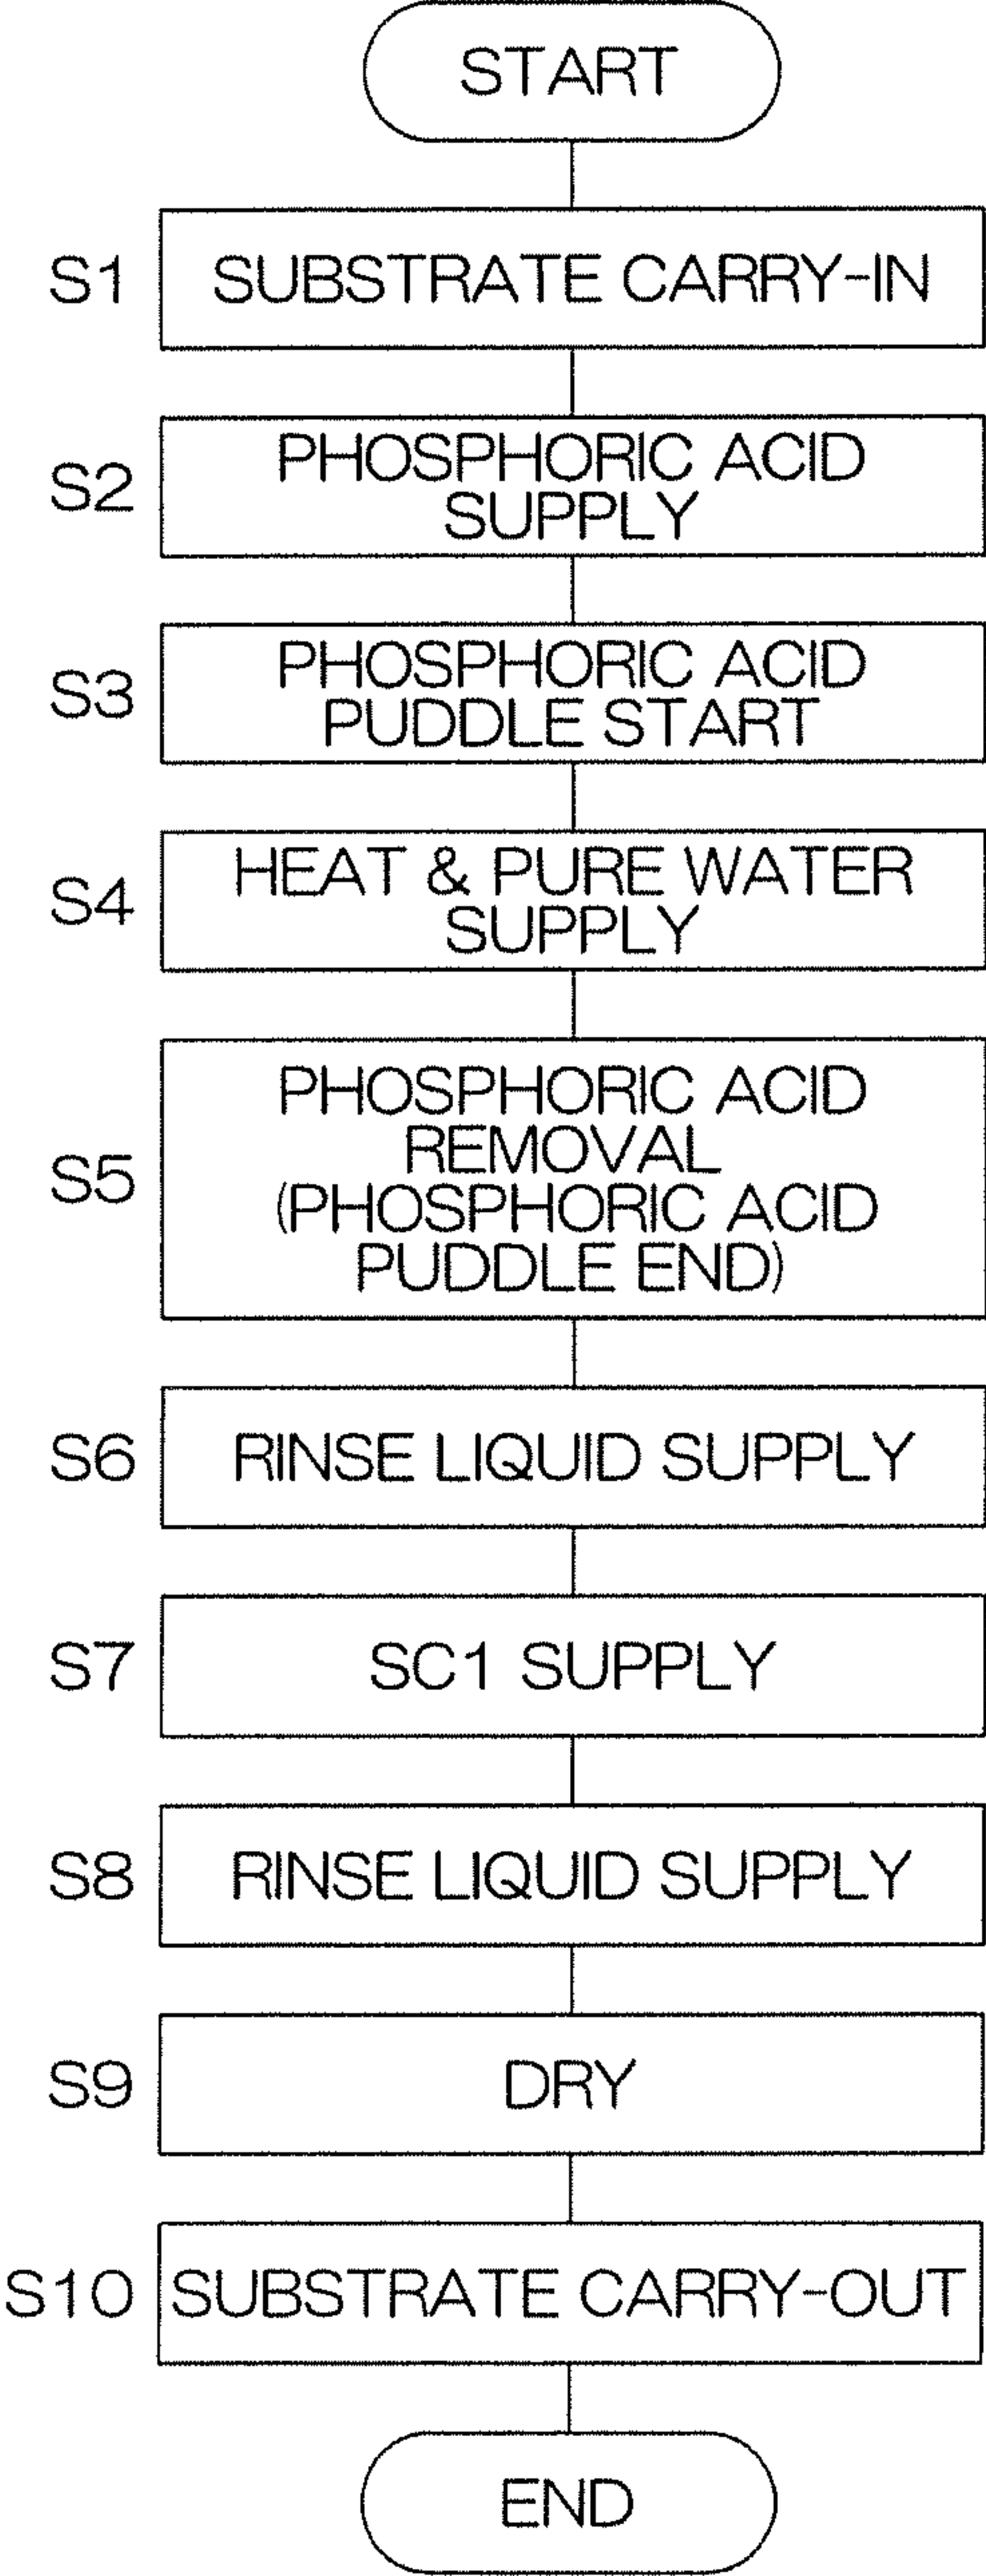 START
S1
SUBSTRATE CARRY-IN
S2
PHOSPHORIC ACID
SUPPLY
S3
PHOSPHORIC ACID
PUDDLE START
S4
HEAT & PURE WATER
SUPPLY
S5
PHOSPHORIC ACID
REMOVAL
(PHOSPHORIC ACID
PUDDLE END)
S6
RINSE LIQUID SUPPLY
S7
SC1 SUPPLY
S8
RINSE LIQUID SUPPLY
S9
DRY
S10
SUBSTRATE CARRY-OUT
END